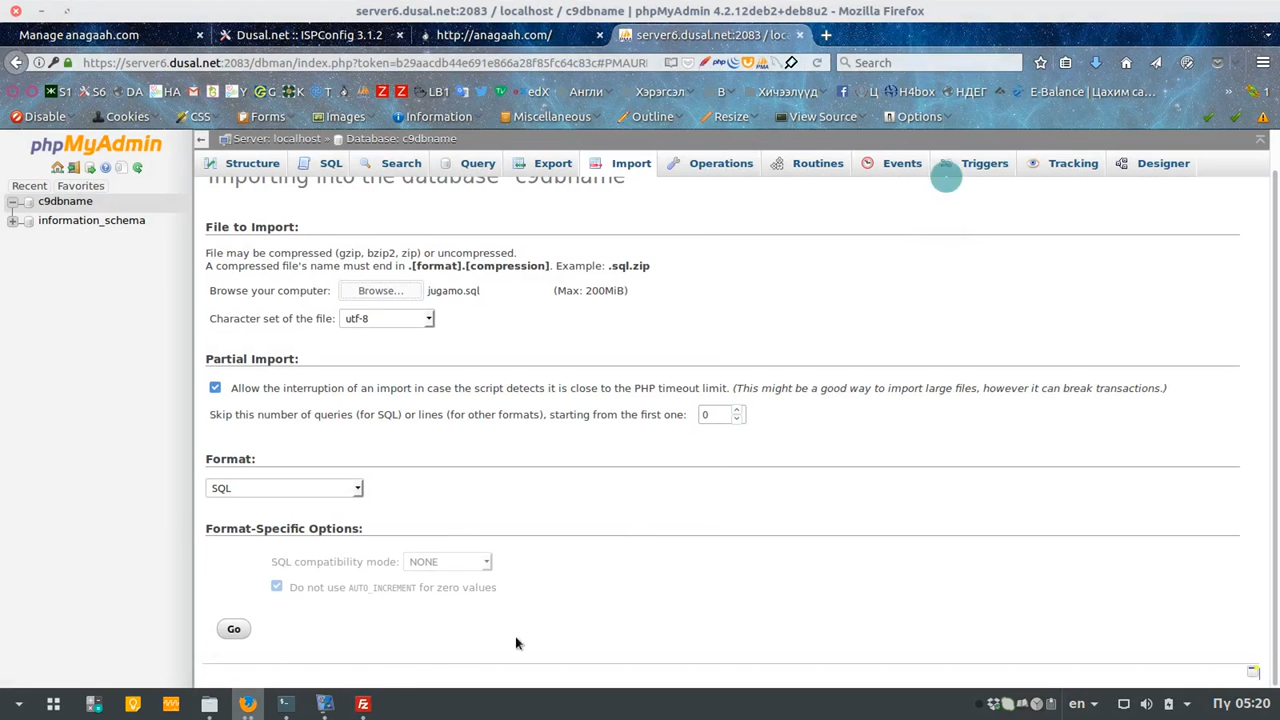 server6.dusal.net:2083 / localhost / c9dbname | phpMyAdmin 4.2.12deb2+deb8u2 - Mozilla Firefox
Manage anagaah.com
Dusal.net :: ISPConfig 3.1.2
http://anagaah.com/
server6.dusal.net:2083 / loc
https://server6.dusal.net:2083/dbman/index.php?token=b29aacdb44e691e866a28f85fc64c83c#PMAURI
Search
S1 S6 DA HA Y G K T Z Z LB1 edX Англи Хэрэгсэл В Хичээлүүд Ц H4box НДЕГ E-Balance | Цахим са...
Disable Cookies CSS Forms Images Information Miscellaneous Outline Resize View Source Options
phpMyAdmin
Recent Favorites
c9dbname
information_schema
Server: localhost » Database: c9dbname
Structure SQL Search Query Export Import Operations Routines Events Triggers Tracking Designer
Importing into the database "c9dbname"
File to Import:
File may be compressed (gzip, bzip2, zip) or uncompressed.
A compressed file's name must end in .[format].[compression]. Example: .sql.zip
Browse your computer: Browse... jugamo.sql (Max: 200MiB)
Character set of the file: utf-8
Partial Import:
Allow the interruption of an import in case the script detects it is close to the PHP timeout limit. (This might be a good way to import large files, however it can break transactions.)
Skip this number of queries (for SQL) or lines (for other formats), starting from the first one: 0
Format:
SQL
Format-Specific Options:
SQL compatibility mode: NONE
Do not use AUTO_INCREMENT for zero values
Go
en Пү 05:20